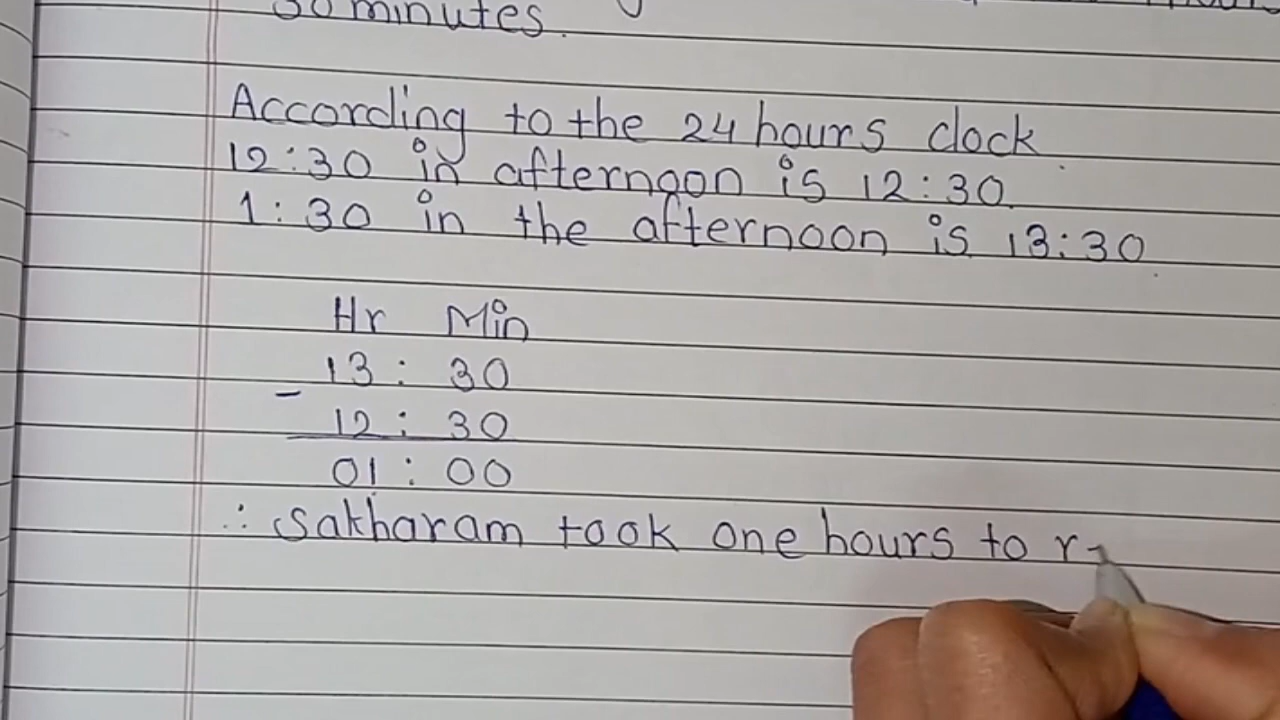 30 minutes.
According to the 24 hours clock
12:30 in afternoon is 12:30.
1:30 in the afternoon is 13:30.
Hr Min
13 : 30
- 12 : 30
01 : 00
∴ Sakharam took one hours to r